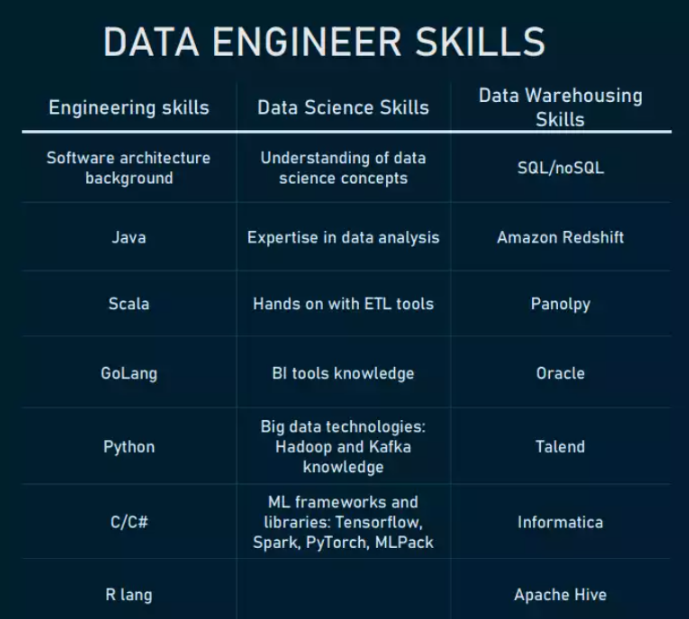 DATA ENGINEER SKILLS
Engineering skills
Data Science Skills
Data Warehousing
Skills
Software architecture
background
Understanding of data
science concepts
SQL/noSQL
Java
Expertise in data analysis
Amazon Redshift
Scala
Hands on with ETL tools
Panolpy
GoLang
BI tools knowledge
Oracle
Python
Big data technologies:
Hadoop and Kafka
knowledge
Talend
C/C#
ML frameworks and
libraries: Tensorflow,
Spark, PyTorch, MLPack
Informatica
R lang
Apache Hive